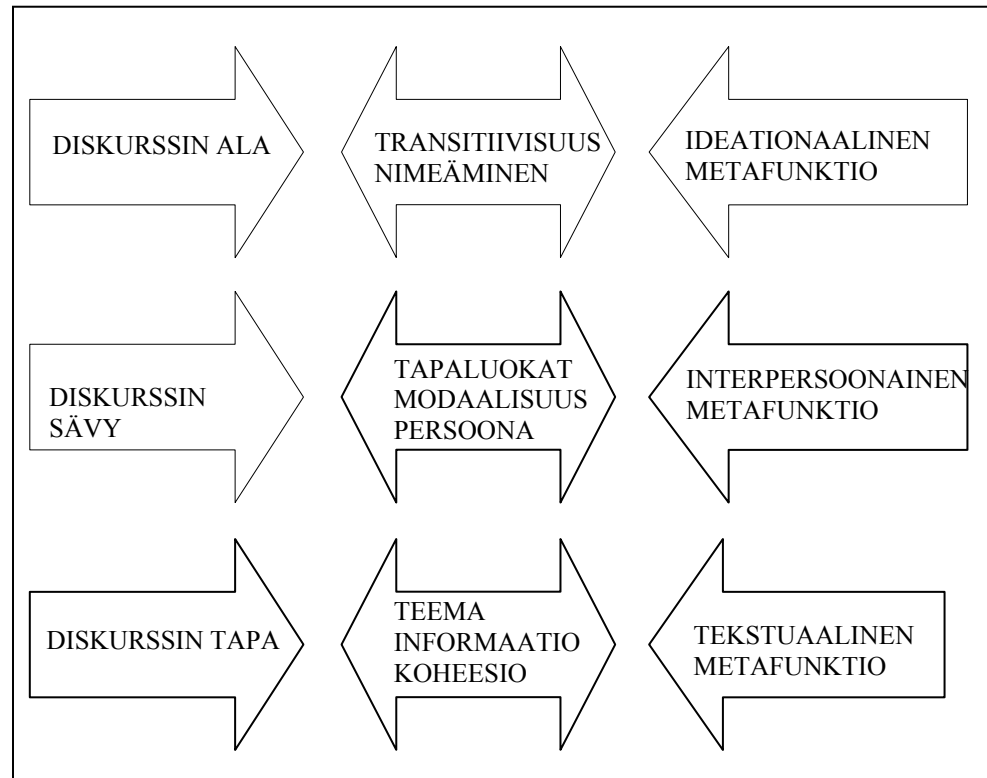 DISKURSSIN ALA
TRANSITIIVISUUS
NIMEÄMINEN
IDEATIONAALINEN
METAFUNKTIO
DISKURSSIN
SÄVY
TAPALUOKAT
MODAALISUUS
PERSOONA
INTERPERSOONAINEN
METAFUNKTIO
DISKURSSIN TAPA
TEEMA
INFORMAATIO
KOHEESIO
TEKSTUAALINEN
METAFUNKTIO